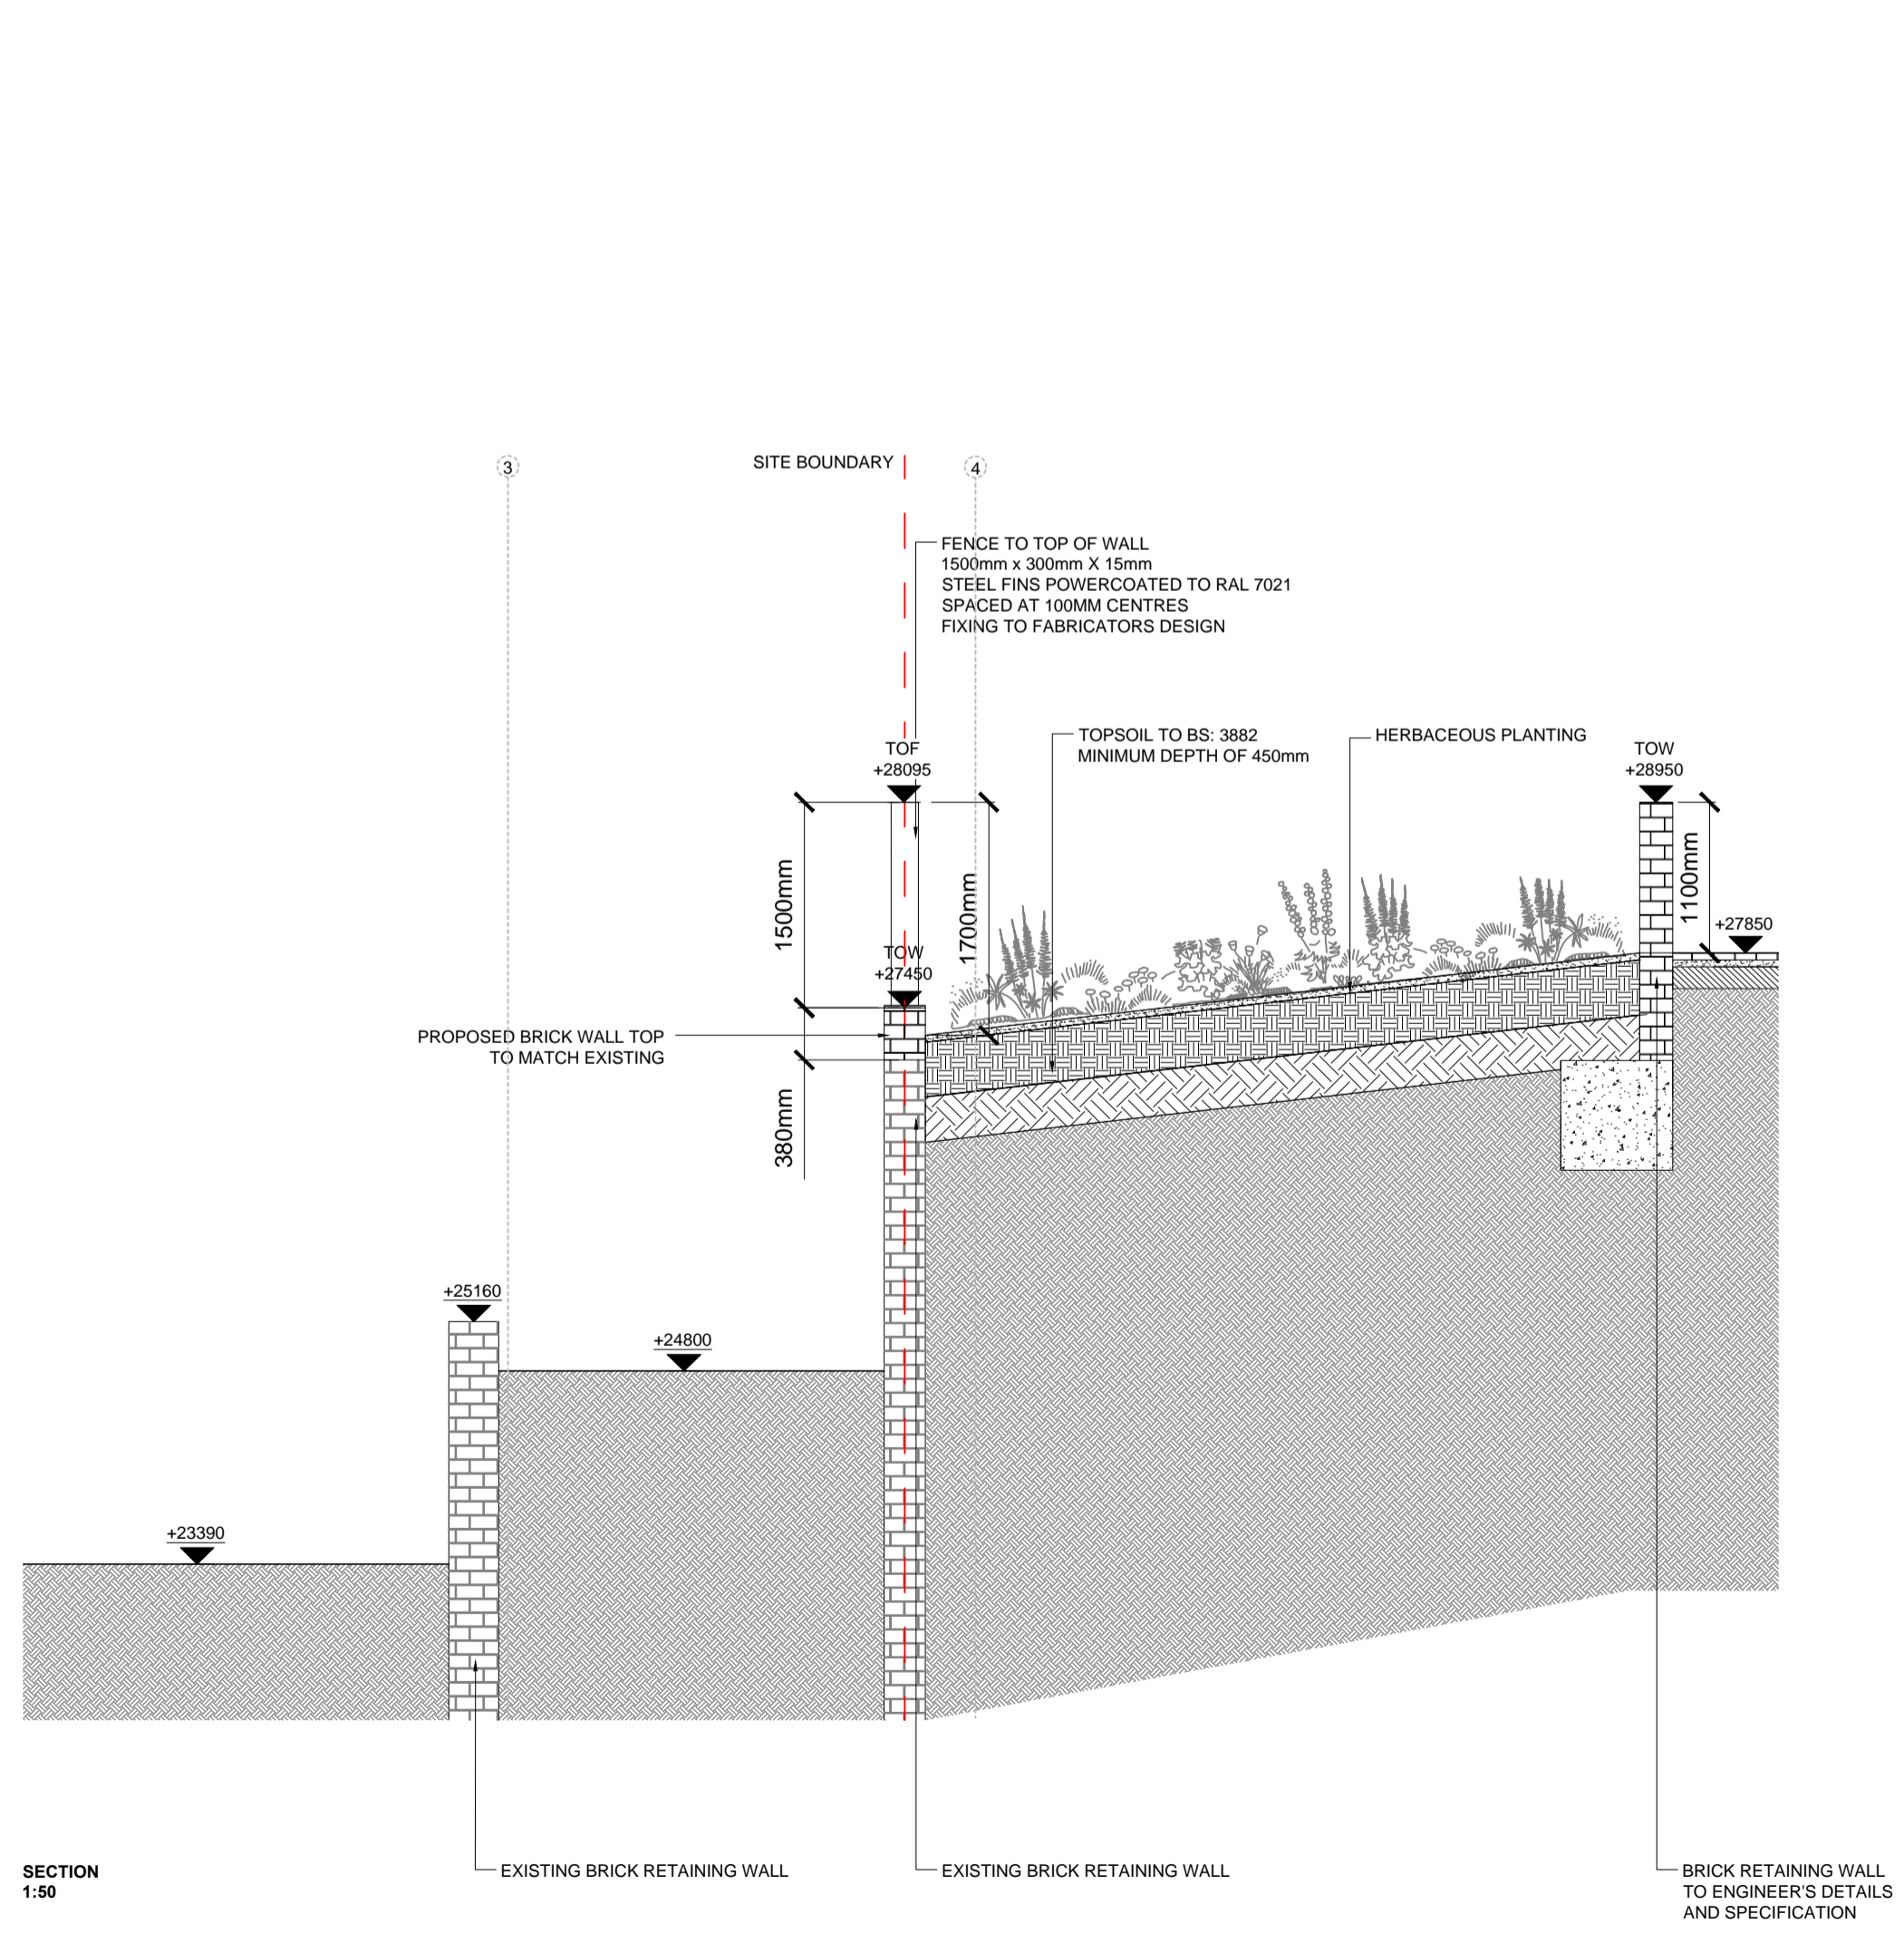 3
SITE BOUNDARY
4
FENCE TO TOP OF WALL
1500mm x 300mm X 15mm
STEEL FINS POWERCOATED TO RAL 7021
SPACED AT 100MM CENTRES
FIXING TO FABRICATORS DESIGN
TOPSOIL TO BS: 3882
MINIMUM DEPTH OF 450mm
HERBACEOUS PLANTING
TOF
+28095
TOW
+28950
1500mm
1700mm
1100mm
+27850
TOW
+27450
PROPOSED BRICK WALL TOP
TO MATCH EXISTING
380mm
+25160
+24800
+23390
SECTION
1:50
EXISTING BRICK RETAINING WALL
EXISTING BRICK RETAINING WALL
BRICK RETAINING WALL
TO ENGINEER'S DETAILS
AND SPECIFICATION